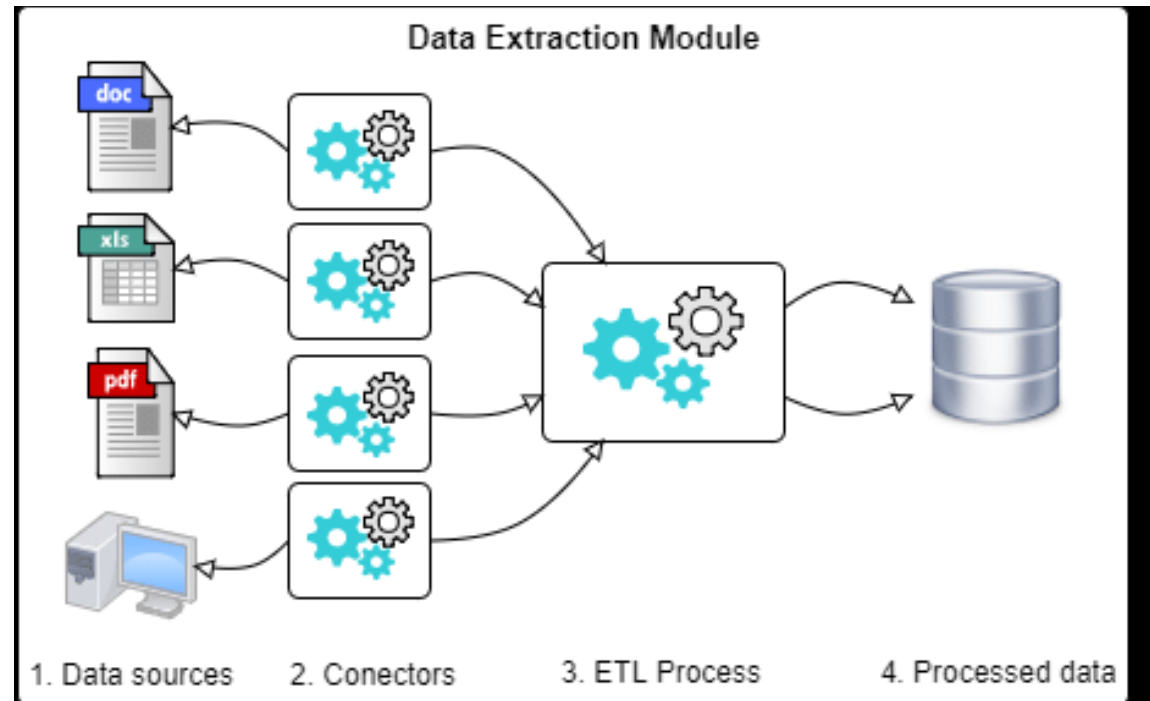 Data Extraction Module
doc
xls
pdf
1. Data sources
2. Conectors
3. ETL Process
4. Processed data